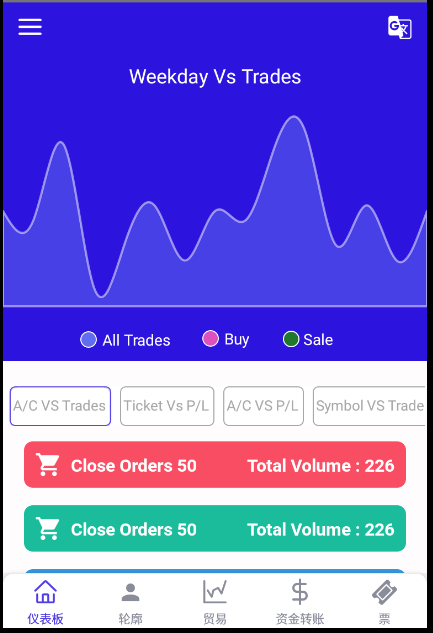 Weekday Vs Trades
All Trades
Buy
Sale
A/C VS Trades
Ticket Vs P/L
A/C VS P/L
Symbol VS Trade
Close Orders 50 Total Volume : 226
Close Orders 50 Total Volume : 226
仪表板
轮廓
贸易
资金转账
票